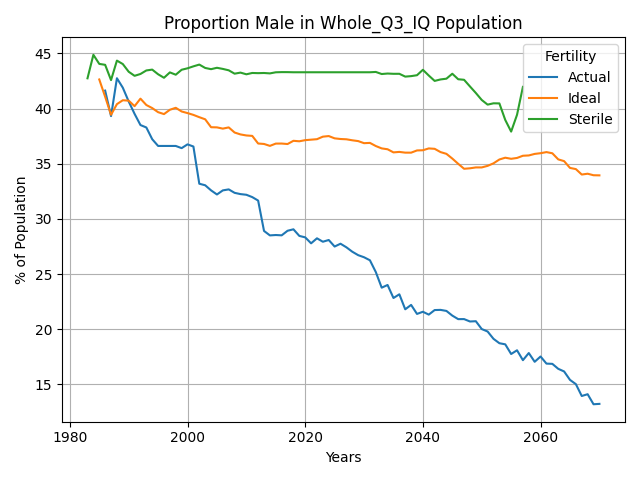 Proportion Male in Whole_Q3_IQ Population
% of Population
45
40
35
30
25
20
15
Fertility
Actual
Ideal
Sterile
1980
2000
2020
2040
2060
Years